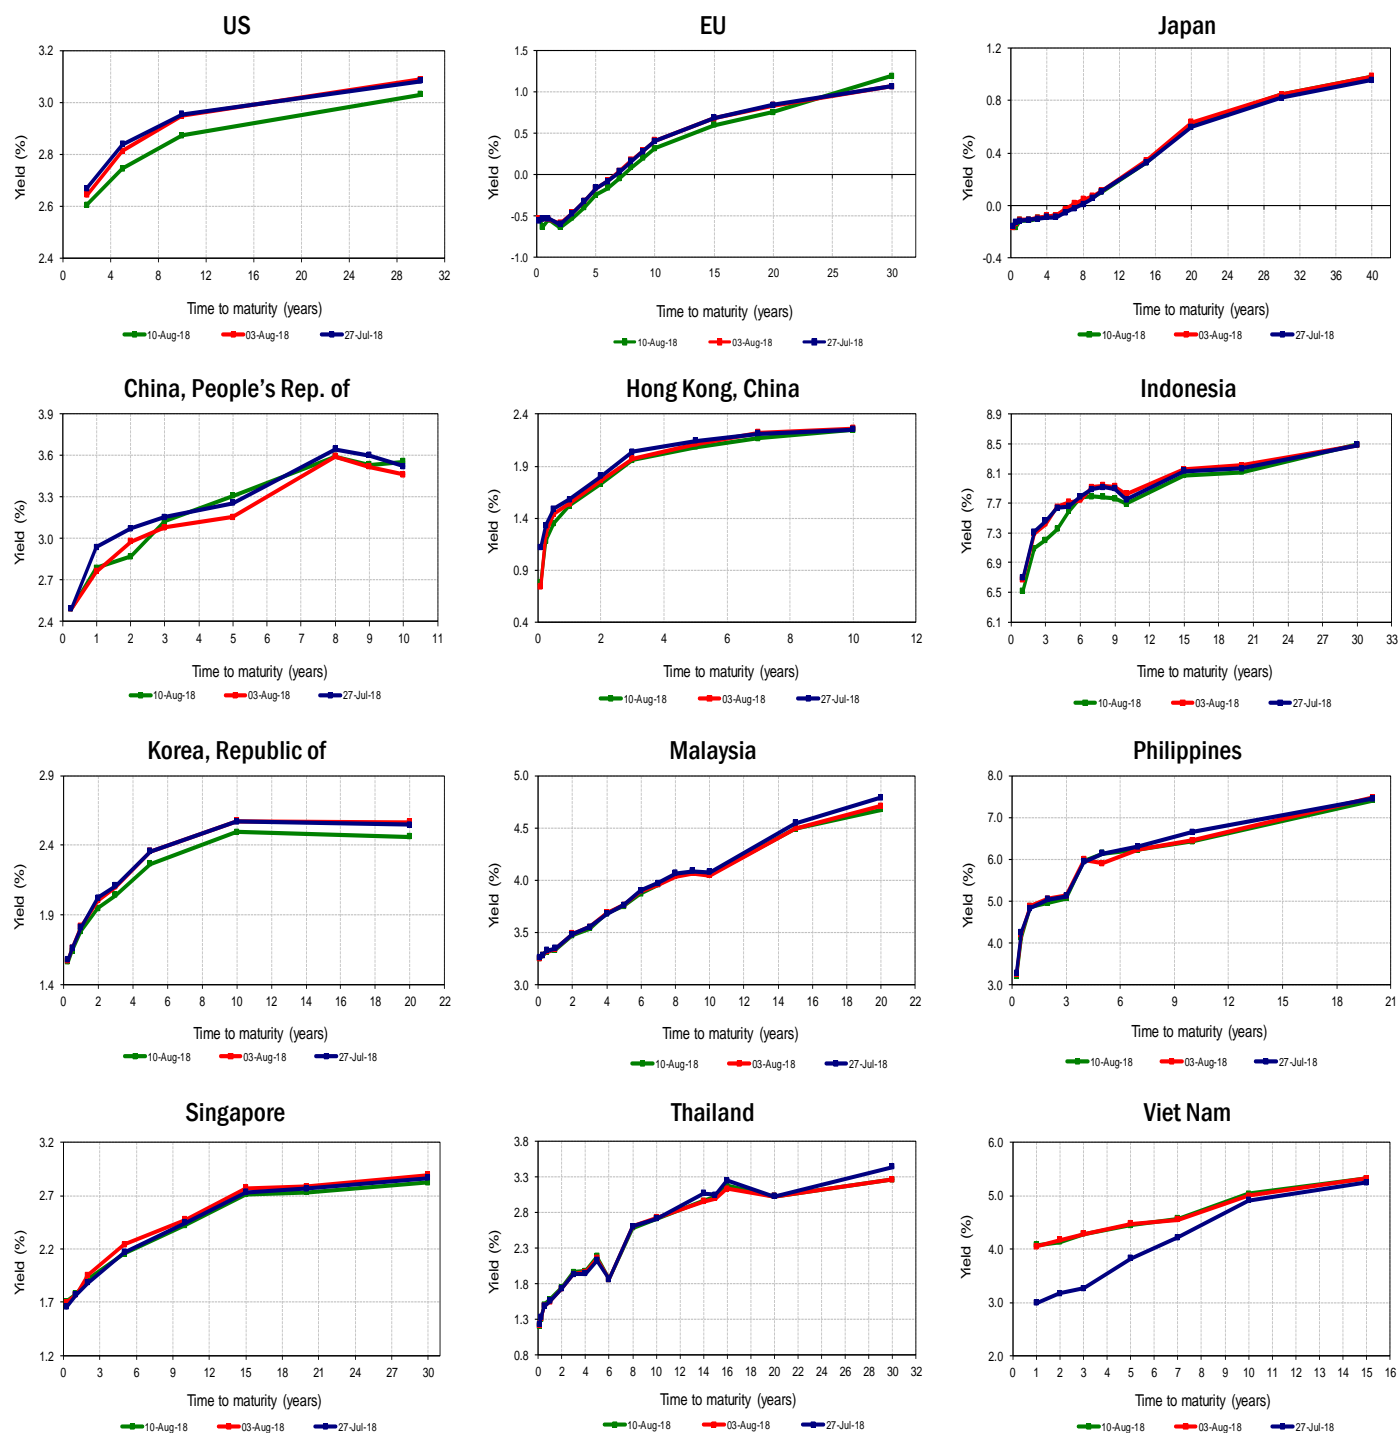 US
EU
Japan
3.2
3.0
2.8
2.6
2.4
Yield (%)
0 4 8 12 16 20 24 28 32
Time to maturity (years)
10-Aug-18 03-Aug-18 27-Jul-18
1.5
1.0
0.5
0.0
-0.5
-1.0
Yield (%)
0 5 10 15 20 25 30
Time to maturity (years)
10-Aug-18 03-Aug-18 27-Jul-18
1.2
0.8
0.4
0.0
-0.4
Yield (%)
0 4 8 12 16 20 24 28 32 36 40
Time to maturity (years)
10-Aug-18 03-Aug-18 27-Jul-18
China, People's Rep. of
Hong Kong, China
Indonesia
3.9
3.6
3.3
3.0
2.7
2.4
Yield (%)
0 1 2 3 4 5 6 7 8 9 10 11
Time to maturity (years)
10-Aug-18 03-Aug-18 27-Jul-18
2.4
1.9
1.4
0.9
0.4
Yield (%)
0 2 4 6 8 10 12
Time to maturity (years)
10-Aug-18 03-Aug-18 27-Jul-18
8.9
8.5
8.1
7.7
7.3
6.9
6.5
6.1
Yield (%)
0 3 6 9 12 15 18 21 24 27 30 33
Time to maturity (years)
10-Aug-18 03-Aug-18 27-Jul-18
Korea, Republic of
Malaysia
Philippines
2.9
2.4
1.9
1.4
Yield (%)
0 2 4 6 8 10 12 14 16 18 20 22
Time to maturity (years)
10-Aug-18 03-Aug-18 27-Jul-18
5.0
4.5
4.0
3.5
3.0
Yield (%)
0 2 4 6 8 10 12 14 16 18 20 22
Time to maturity (years)
10-Aug-18 03-Aug-18 27-Jul-18
8.0
7.0
6.0
5.0
4.0
3.0
Yield (%)
0 3 6 9 12 15 18 21
Time to maturity (years)
10-Aug-18 03-Aug-18 27-Jul-18
Singapore
Thailand
Viet Nam
3.2
2.7
2.2
1.7
1.2
Yield (%)
0 3 6 9 12 15 18 21 24 27 30
Time to maturity (years)
10-Aug-18 03-Aug-18 27-Jul-18
3.8
3.3
2.8
2.3
1.8
1.3
0.8
Yield (%)
0 2 4 6 8 10 12 14 16 18 20 22 24 26 28 30 32
Time to maturity (years)
10-Aug-18 03-Aug-18 27-Jul-18
6.0
5.0
4.0
3.0
2.0
Yield (%)
0 1 2 3 4 5 6 7 8 9 10 11 12 13 14 15 16
Time to maturity (years)
10-Aug-18 03-Aug-18 27-Jul-18